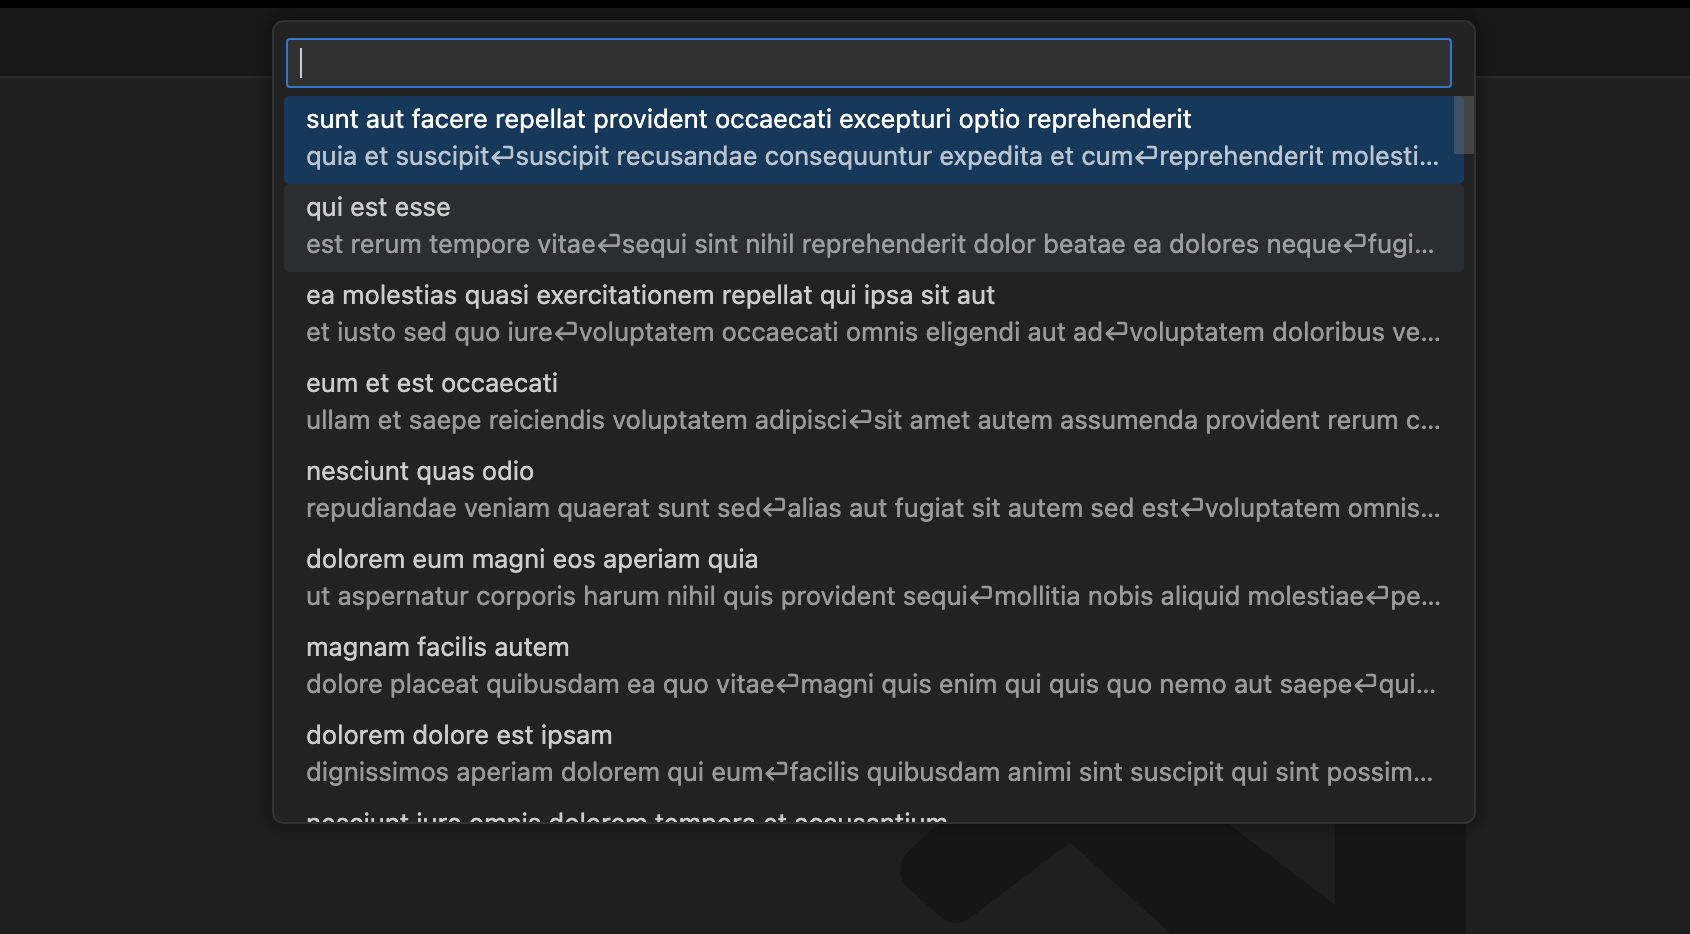 sunt aut facere repellat provident occaecati excepturi optio reprehenderit
quia et suscipit⏎suscipit recusandae consequuntur expedita et cum⏎reprehenderit molesti...
qui est esse
est rerum tempore vitae⏎sequi sint nihil reprehenderit dolor beatae ea dolores neque⏎fugi...
ea molestias quasi exercitationem repellat qui ipsa sit aut
et iusto sed quo iure⏎voluptatem occaecati omnis eligendi aut ad⏎voluptatem doloribus ve...
eum et est occaecati
ullam et saepe reiciendis voluptatem adipisci⏎sit amet autem assumenda provident rerum c...
nesciunt quas odio
repudiandae veniam quaerat sunt sed⏎alias aut fugiat sit autem sed est⏎voluptatem omnis...
dolorem eum magni eos aperiam quia
ut aspernatur corporis harum nihil quis provident sequi⏎mollitia nobis aliquid molestiae⏎pe...
magnam facilis autem
dolore placeat quibusdam ea quo vitae⏎magni quis enim qui quis quo nemo aut saepe⏎qui...
dolorem dolore est ipsam
dignissimos aperiam dolorem qui eum⏎facilis quibusdam animi sint suscipit qui sint possim...
nesciunt iure omnis dolorem tempora et accusantium